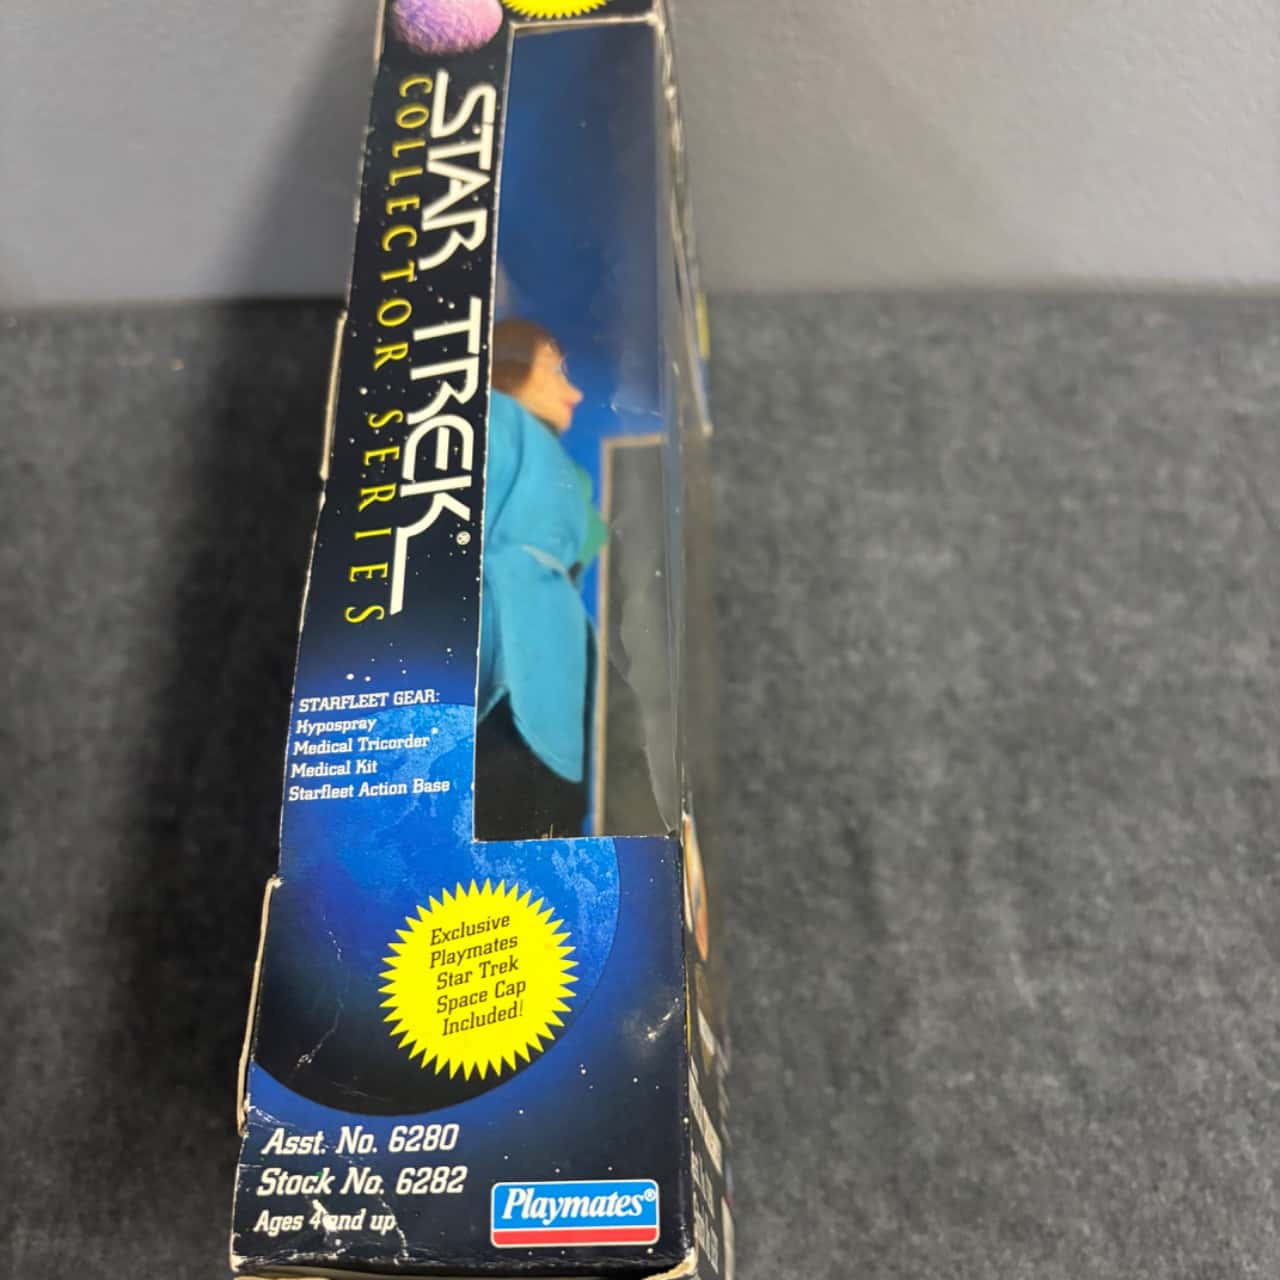 STAR TREK®
COLLECTOR SERIES
STARFLEET GEAR:
Hypospray
Medical Tricorder
Medical Kit
Starfleet Action Base
Exclusive
Playmates
Star Trek
Space Cap
Included!
Asst. No. 6280
Stock No. 6282
Ages 4 and up
Playmates®